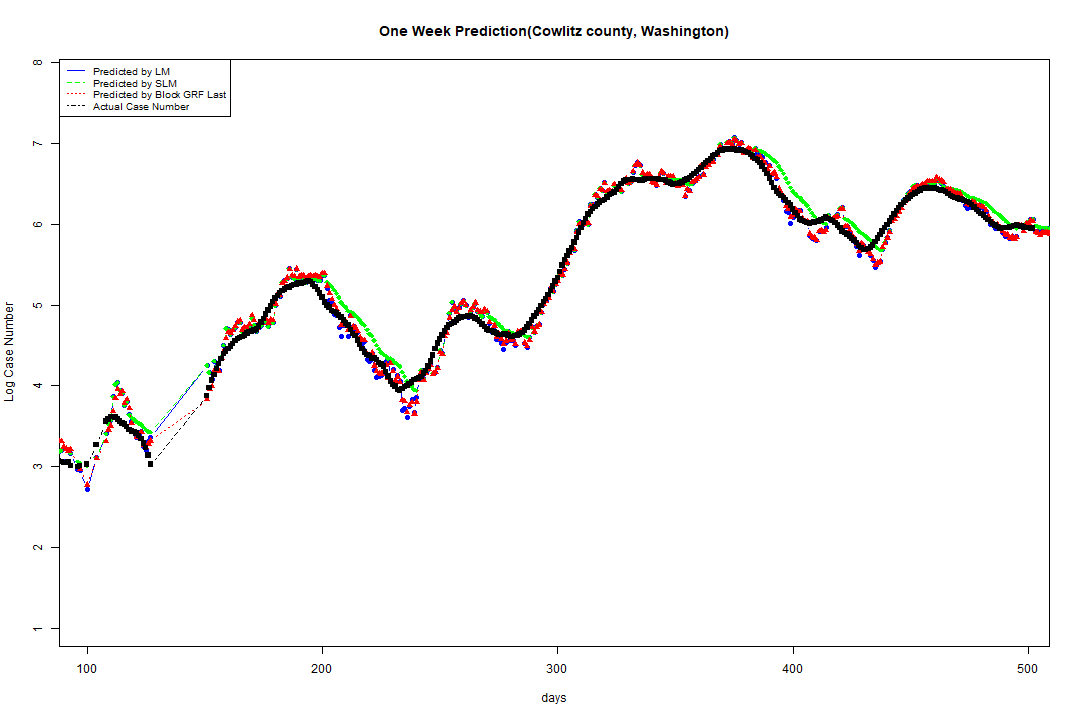 One Week Prediction(Cowlitz county, Washington)
Predicted by LM
Predicted by SLM
Predicted by Block GRF Last
Actual Case Number
8
7
6
5
4
3
2
1
Log Case Number
100 200 300 400 500
days